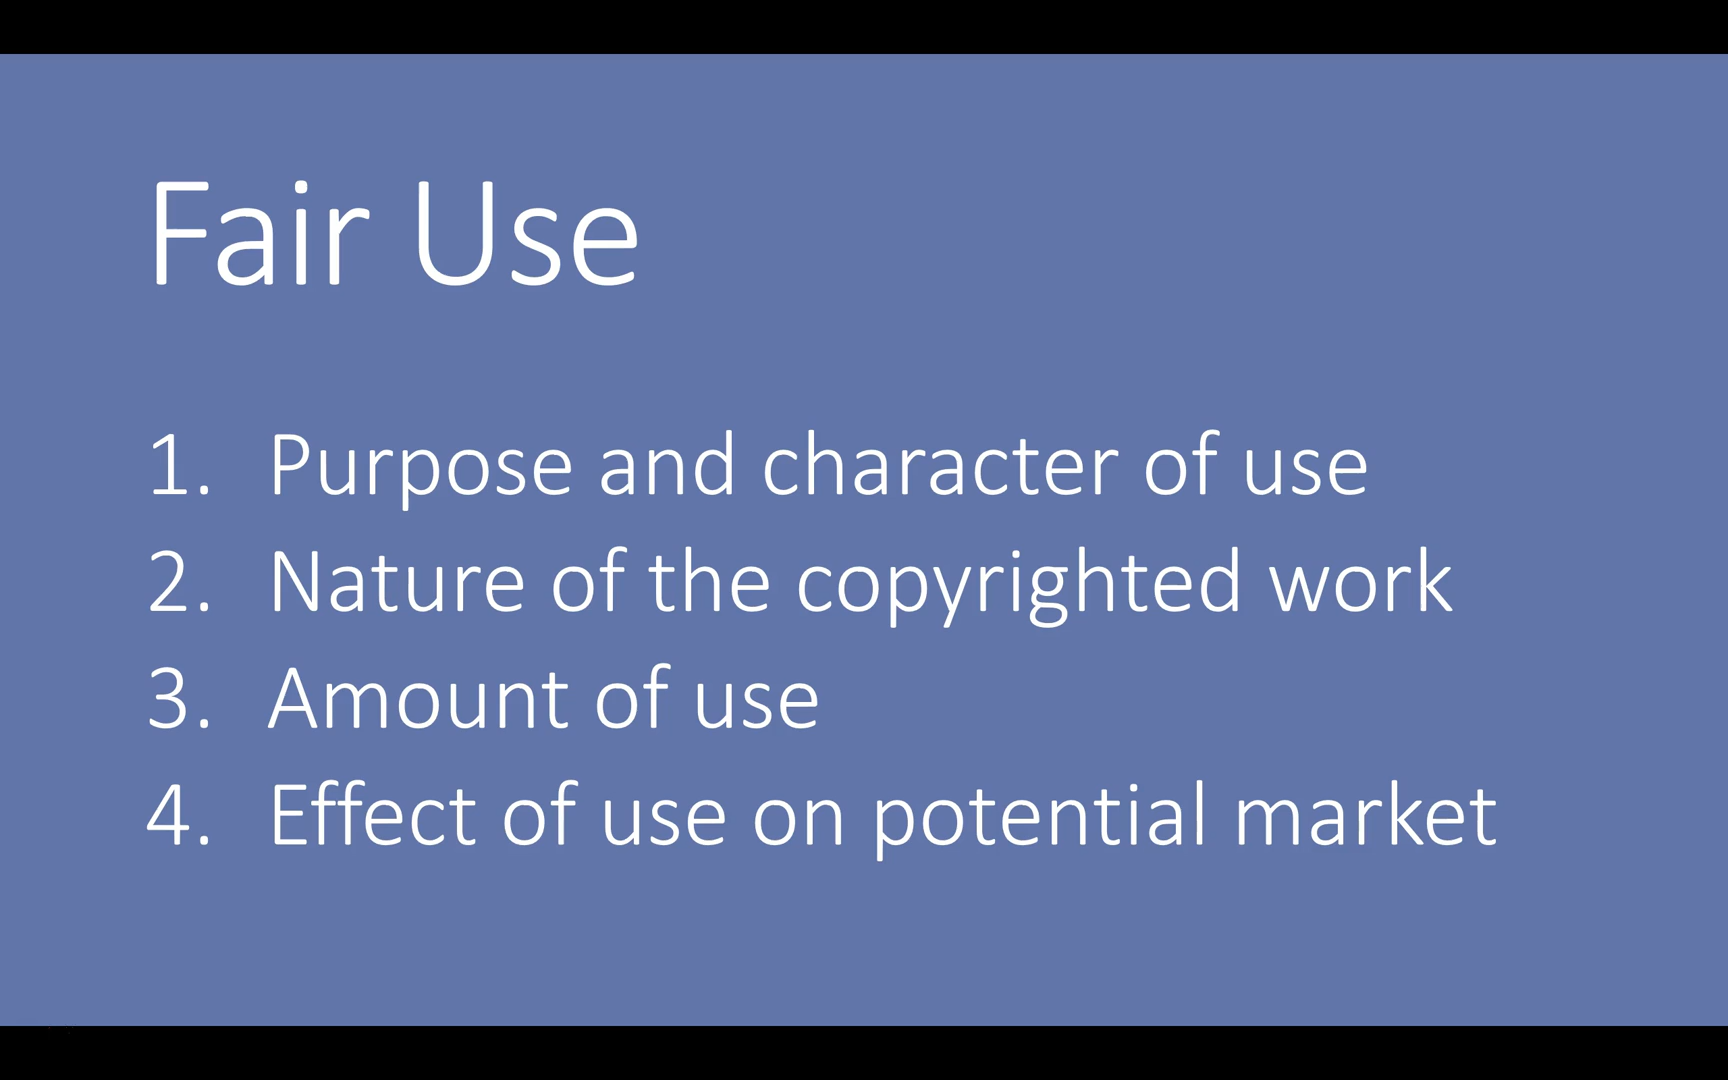 Fair Use
1. Purpose and character of use
2. Nature of the copyrighted work
3. Amount of use
4. Effect of use on potential market